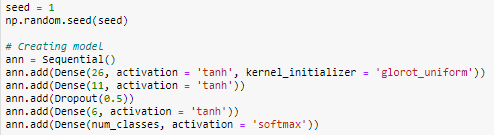 seed = 1
np.random.seed(seed)
# Creating model
ann = Sequential()
ann.add(Dense(26, activation = 'tanh', kernel_initializer = 'glorot_uniform'))
ann.add(Dense(11, activation = 'tanh'))
ann.add(Dropout(0.5))
ann.add(Dense(6, activation = 'tanh'))
ann.add(Dense(num_classes, activation = 'softmax'))